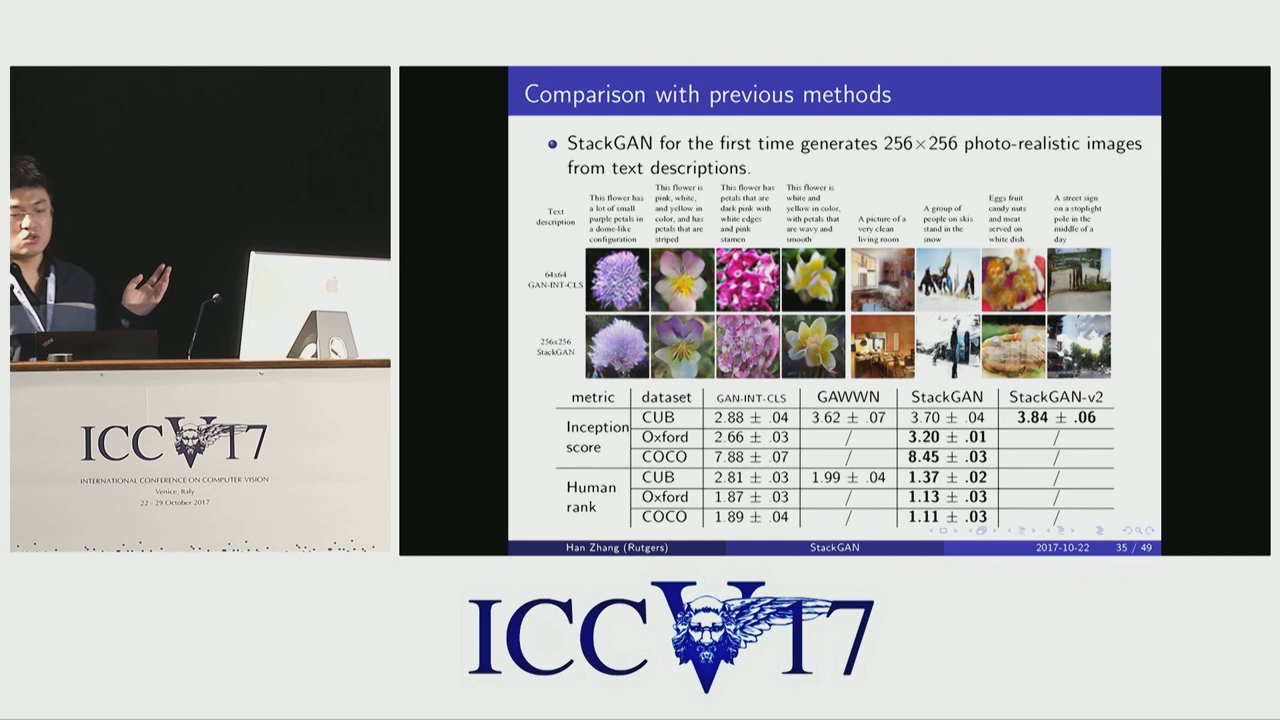 Comparison with previous methods
StackGAN for the first time generates 256×256 photo-realistic images
from text descriptions.
Text
description
This flower has
a lot of small
purple petals in
a dome-like
configuration
This flower is
pink, white,
and yellow in
color, and has
petals that are
striped
This flower has
petals that are
dark pink with
white edges
and pink
stamen
This flower is
white and
yellow in color,
with petals that
are wavy and
smooth
A picture of a
very clean
living room
A group of
people on skis
stand in the
snow
Eggs fruit
candy nuts
and meat
served on
white dish
A street sign
on a stoplight
pole in the
middle of a
day
64x64
GAN-INT-CLS
256x256
StackGAN
metric dataset GAN-INT-CLS GAWWN StackGAN StackGAN-v2
Inception
score
CUB 2.88 ± .04 3.62 ± .07 3.70 ± .04 3.84 ± .06
Oxford 2.66 ± .03 / 3.20 ± .01 /
COCO 7.88 ± .07 / 8.45 ± .03 /
Human
rank
CUB 2.81 ± .03 1.99 ± .04 1.37 ± .02 /
Oxford 1.87 ± .03 / 1.13 ± .03 /
COCO 1.89 ± .04 / 1.11 ± .03 /
Han Zhang (Rutgers) StackGAN 2017-10-22 35 / 49
ICCV17
INTERNATIONAL CONFERENCE ON COMPUTER VISION
Venice, Italy
22 - 29 October 2017
ICCV17